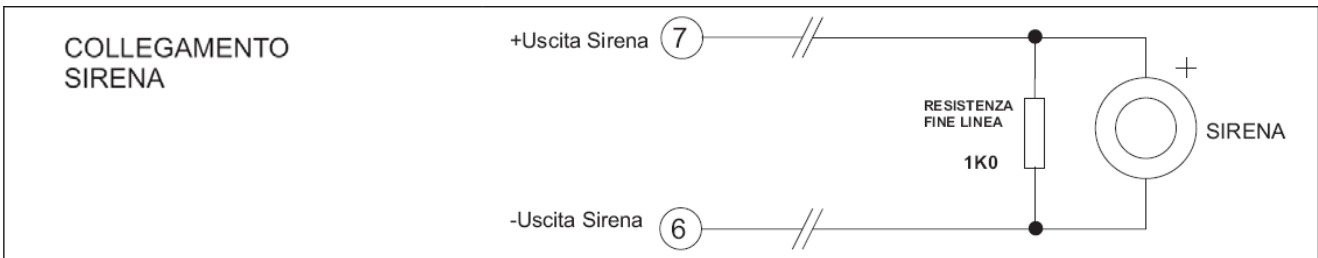 COLLEGAMENTO
SIRENA
+Uscita Sirena 7
RESISTENZA
FINE LINEA
1K0
+
SIRENA
-Uscita Sirena 6